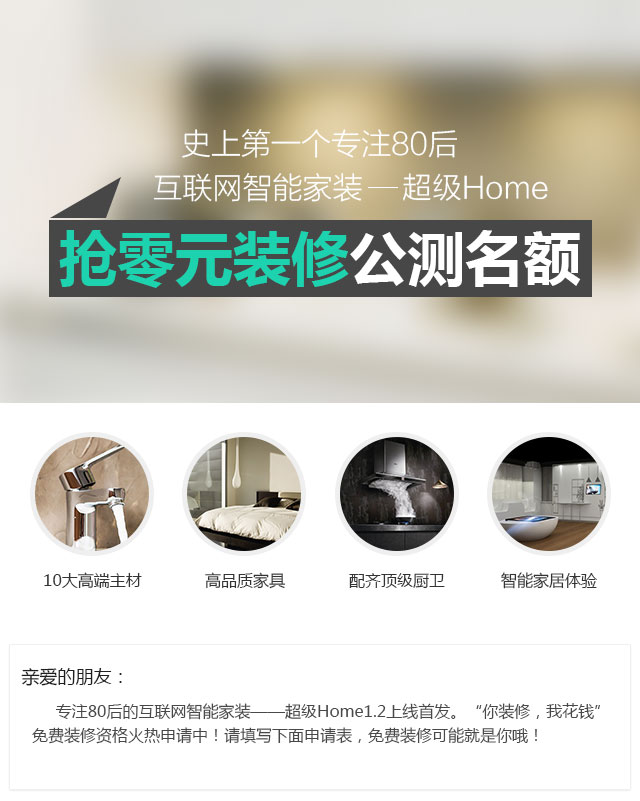 史上第一个专注80后
互联网智能家装 — 超级Home
抢零元装修公测名额
10大高端主材
高品质家具
配齐顶级厨卫
智能家居体验
亲爱的朋友：
专注80后的互联网智能家装——超级Home1.2上线首发。“你装修，我花钱”
免费装修资格火热申请中！请填写下面申请表，免费装修可能就是你哦！